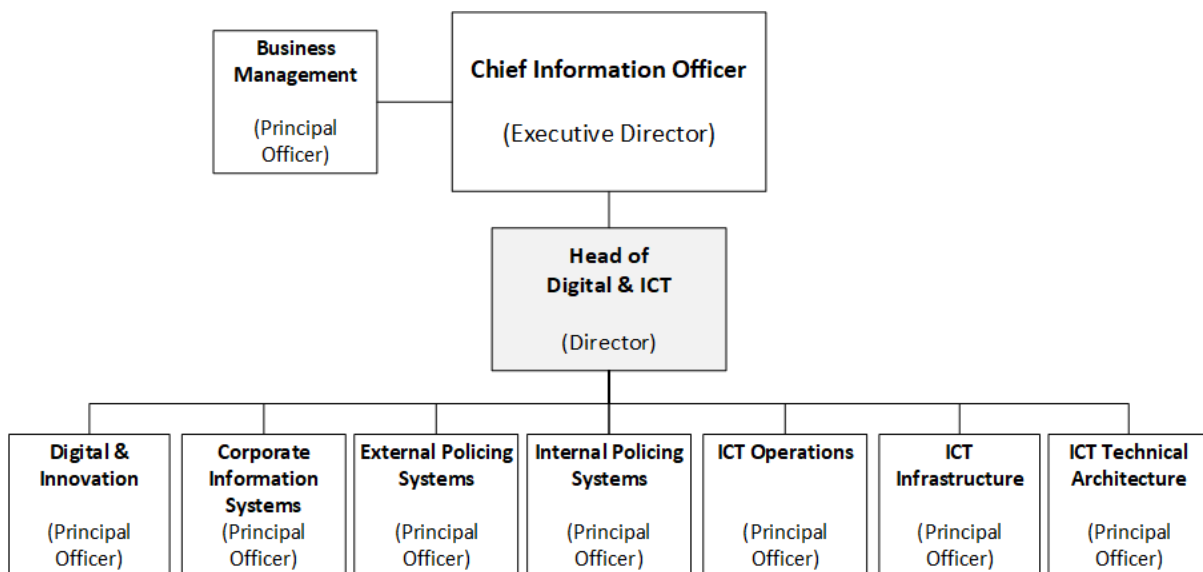 Business
Management
(Principal
Officer)
Chief Information Officer
(Executive Director)
Head of
Digital & ICT
(Director)
Digital &
Innovation
(Principal
Officer)
Corporate
Information
Systems
(Principal
Officer)
External Policing
Systems
(Principal
Officer)
Internal Policing
Systems
(Principal
Officer)
ICT Operations
(Principal
Officer)
ICT
Infrastructure
(Principal
Officer)
ICT Technical
Architecture
(Principal
Officer)